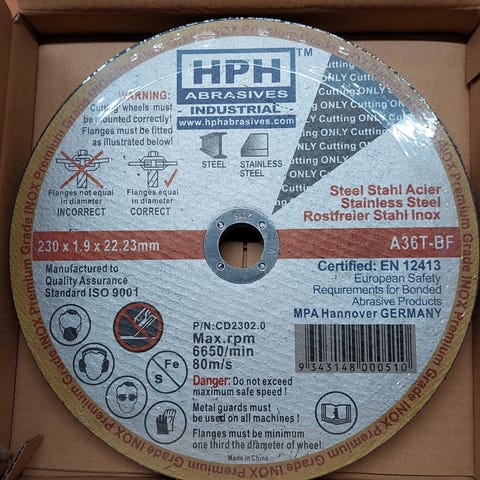 HPH
TM
ABRASIVES
INDUSTRIAL
www.hphabrasives.com
WARNING:
Cutting wheels must
be mounted correctly!
Flanges must be fitted
as illustrated below!
Flanges not equal
in diameter
INCORRECT
Flanges equal
in diameter
CORRECT
STEEL
STAINLESS
STEEL
Cutting ONLY Cutting ONLY
Steel Stahl Acier
Stainless Steel
Rostfreier Stahl Inox
230 x 1.9 x 22,23mm
A36T-BF
Manufactured to
Quality Assurance
Standard ISO 9001
Certified: EN 12413
European Safety
Requirements for Bonded
Abrasive Products
MPA Hannover GERMANY
P/N:CD2302.0
Max.rpm
6650/min
80m/s
Fe
S
9 343148 000510
Danger: Do not exceed
maximum safe speed !
Metal guards must
be used on all machines !
Flanges must be minimum
one third the diameter of wheel.
Made in China
Premium Grade INOX Premium Grade INOX Premium Grade INOX